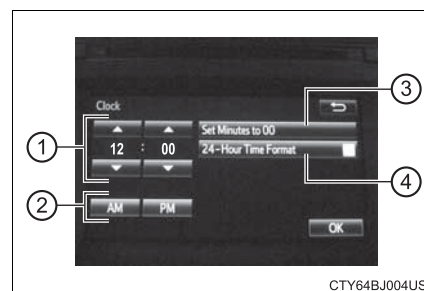 Clock
12 : 00
AM PM
Set Minutes to 00
24-Hour Time Format
OK
1
2
3
4
CTY64BJ004US